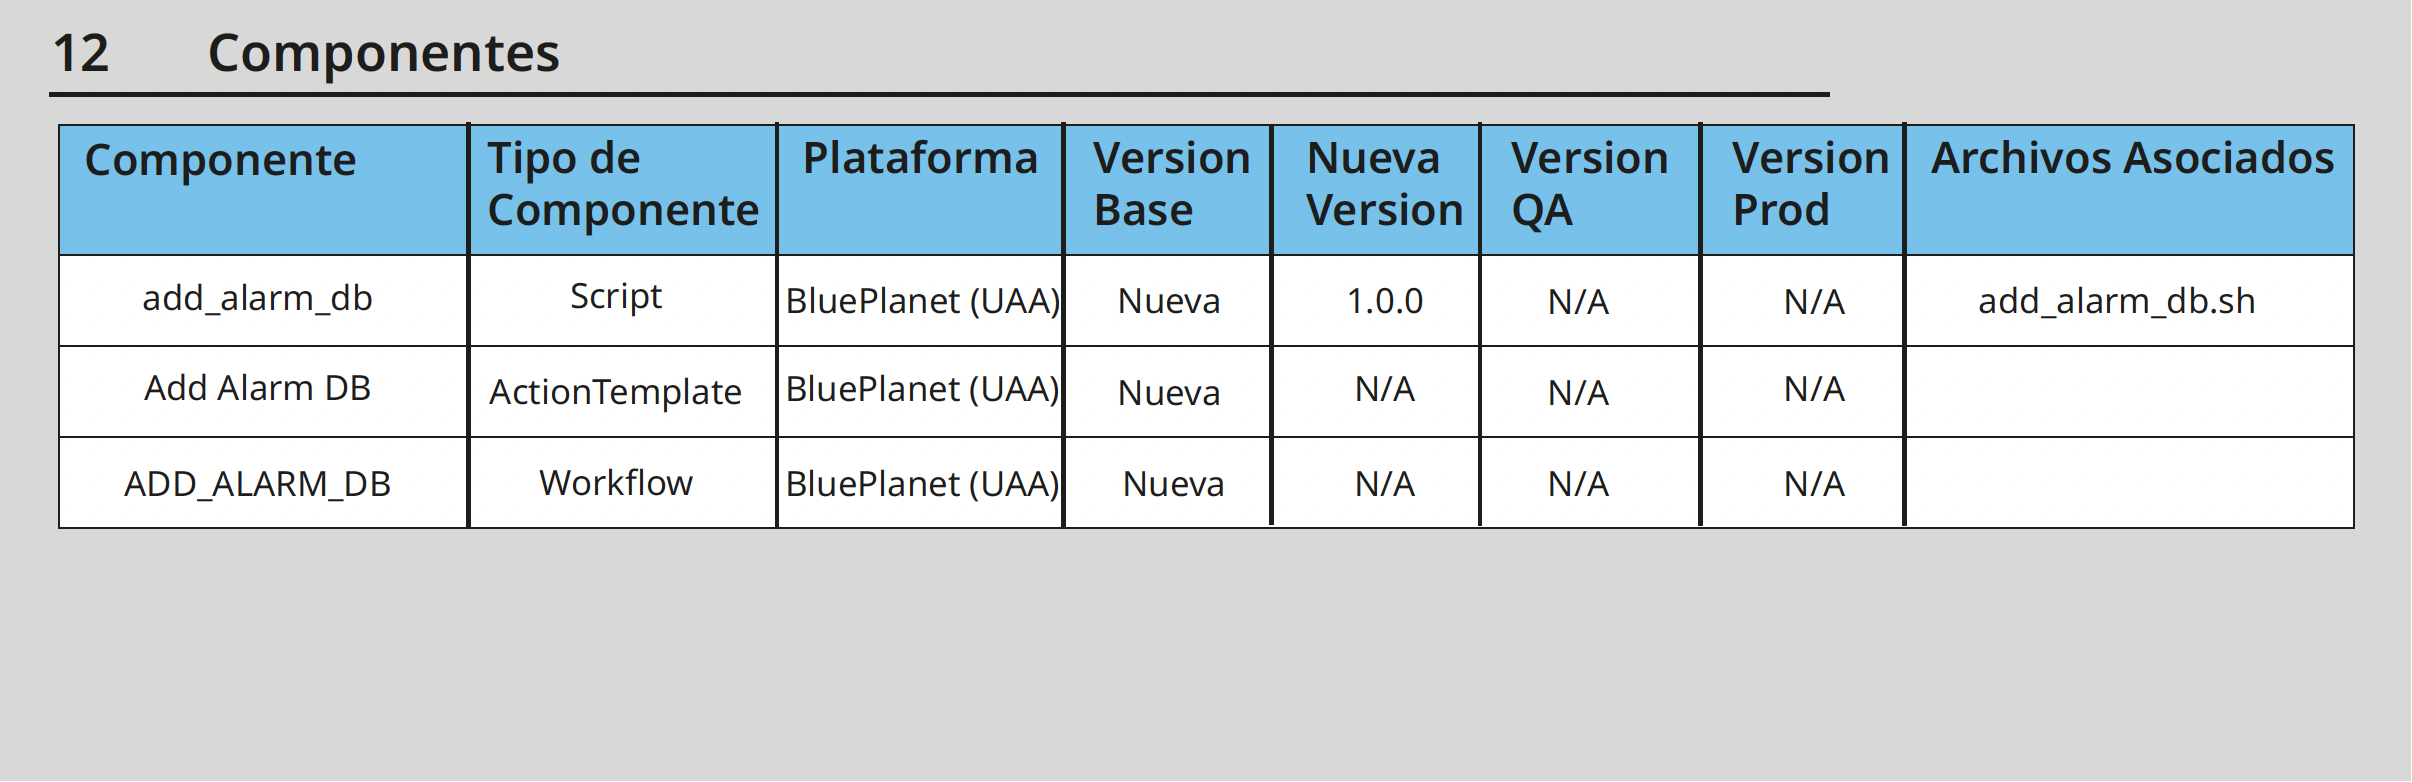 12 Componentes
Componente Tipo de Componente Plataforma Version Base Nueva Version Version QA Version Prod Archivos Asociados
add_alarm_db Script BluePlanet (UAA) Nueva 1.0.0 N/A N/A add_alarm_db.sh
Add Alarm DB ActionTemplate BluePlanet (UAA) Nueva N/A N/A N/A
ADD_ALARM_DB Workflow BluePlanet (UAA) Nueva N/A N/A N/A